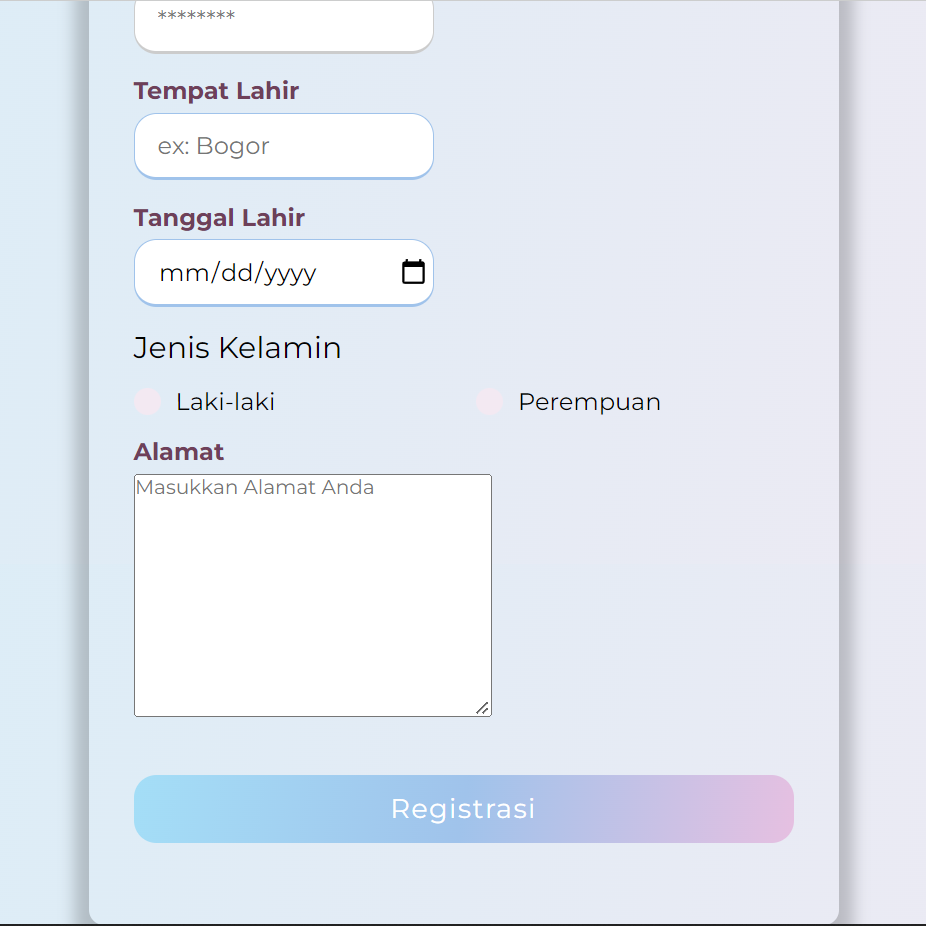 ********
Tempat Lahir
ex: Bogor
Tanggal Lahir
mm/dd/yyyy
Jenis Kelamin
Laki-laki
Perempuan
Alamat
Masukkan Alamat Anda
Registrasi